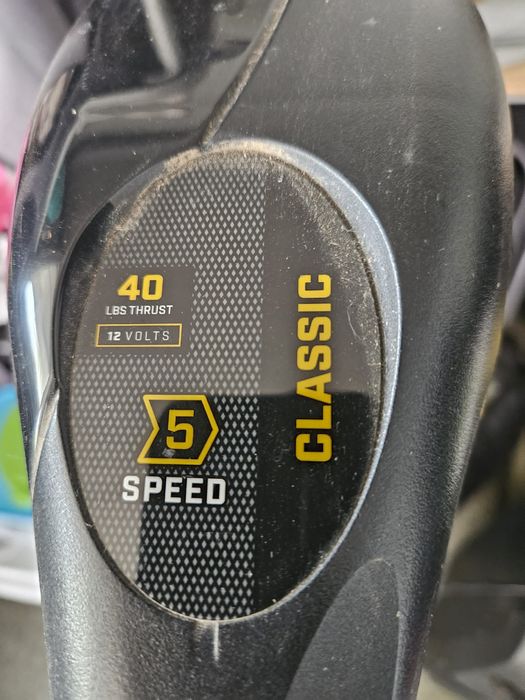 40
LBS THRUST
12 VOLTS
5
SPEED
CLASSIC